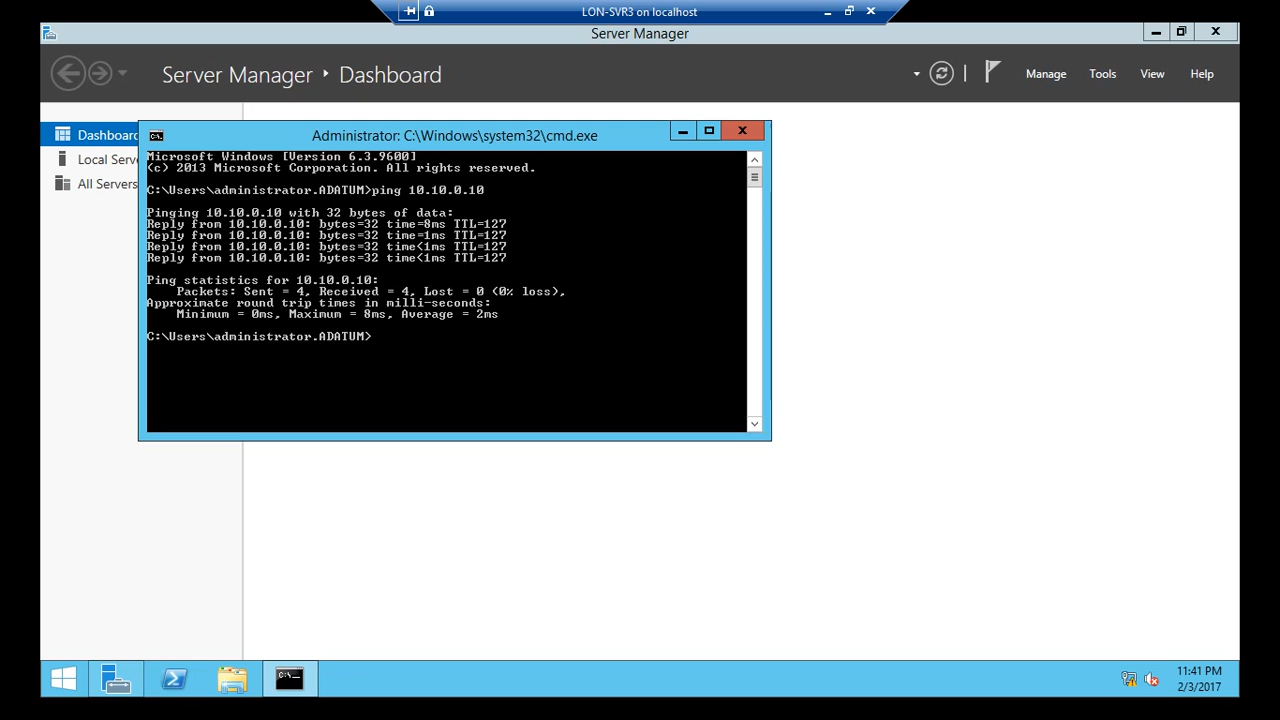 LON-SVR3 on localhost
Server Manager
Server Manager Dashboard
Manage Tools View Help
Dashboard
Local Serve
All Servers
Administrator: C:\Windows\system32\cmd.exe
Microsoft Windows [Version 6.3.9600]
(c) 2013 Microsoft Corporation. All rights reserved.
C:\Users\administrator.ADATUM>ping 10.10.0.10
Pinging 10.10.0.10 with 32 bytes of data:
Reply from 10.10.0.10: bytes=32 time=8ms TTL=127
Reply from 10.10.0.10: bytes=32 time=1ms TTL=127
Reply from 10.10.0.10: bytes=32 time<1ms TTL=127
Reply from 10.10.0.10: bytes=32 time<1ms TTL=127
Ping statistics for 10.10.0.10:
Packets: Sent = 4, Received = 4, Lost = 0 (0% loss),
Approximate round trip times in milli-seconds:
Minimum = 0ms, Maximum = 8ms, Average = 2ms
C:\Users\administrator.ADATUM>
11:41 PM
2/3/2017